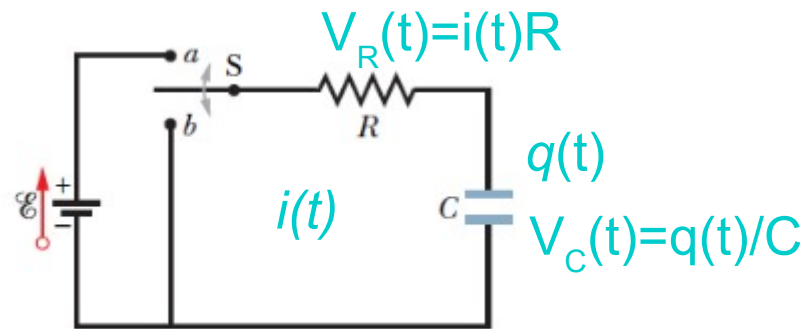 V_R(t)=i(t)R
a
S
b
R
+
ℰ
−
i(t)
C
q(t)
V_C(t)=q(t)/C